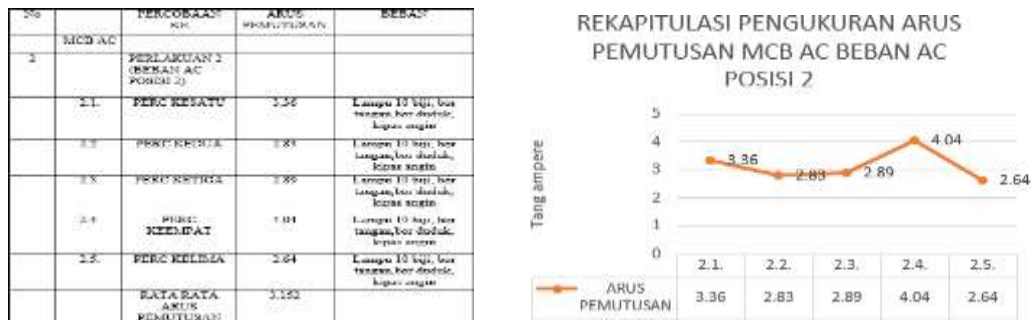 No PERCOBAAN KE ARUS PEMUTUSAN BEBAN
MCB AC
2 PERLAKUAN 2 (BEBAN AC POSISI 2)
2.1. PERC KESATU 3.36 Lampu 10 biji, bor tangan, bor duduk, kipas angin
2.2 PERC KEDUA 2.83 Lampu 10 biji, bor tangan, bor duduk, kipas angin
2.3. PERC KETIGA 2.89 Lampu 10 biji, bor tangan, bor duduk, kipas angin
2.4 PERC KEEMPAT 4.04 Lampu 10 biji, bor tangan, bor duduk, kipas angin
2.5. PERC KELIMA 2.64 Lampu 10 biji, bor tangan, bor duduk, kipas angin
RATA RATA ARUS PEMUTUSAN 3.152
REKAPITULASI PENGUKURAN ARUS
PEMUTUSAN MCB AC BEBAN AC
POSISI 2
Tang ampere
5
4
3
2
1
0
3.36
2.83
2.89
4.04
2.64
2.1. 2.2. 2.3. 2.4. 2.5.
ARUS PEMUTUSAN 3.36 2.83 2.89 4.04 2.64